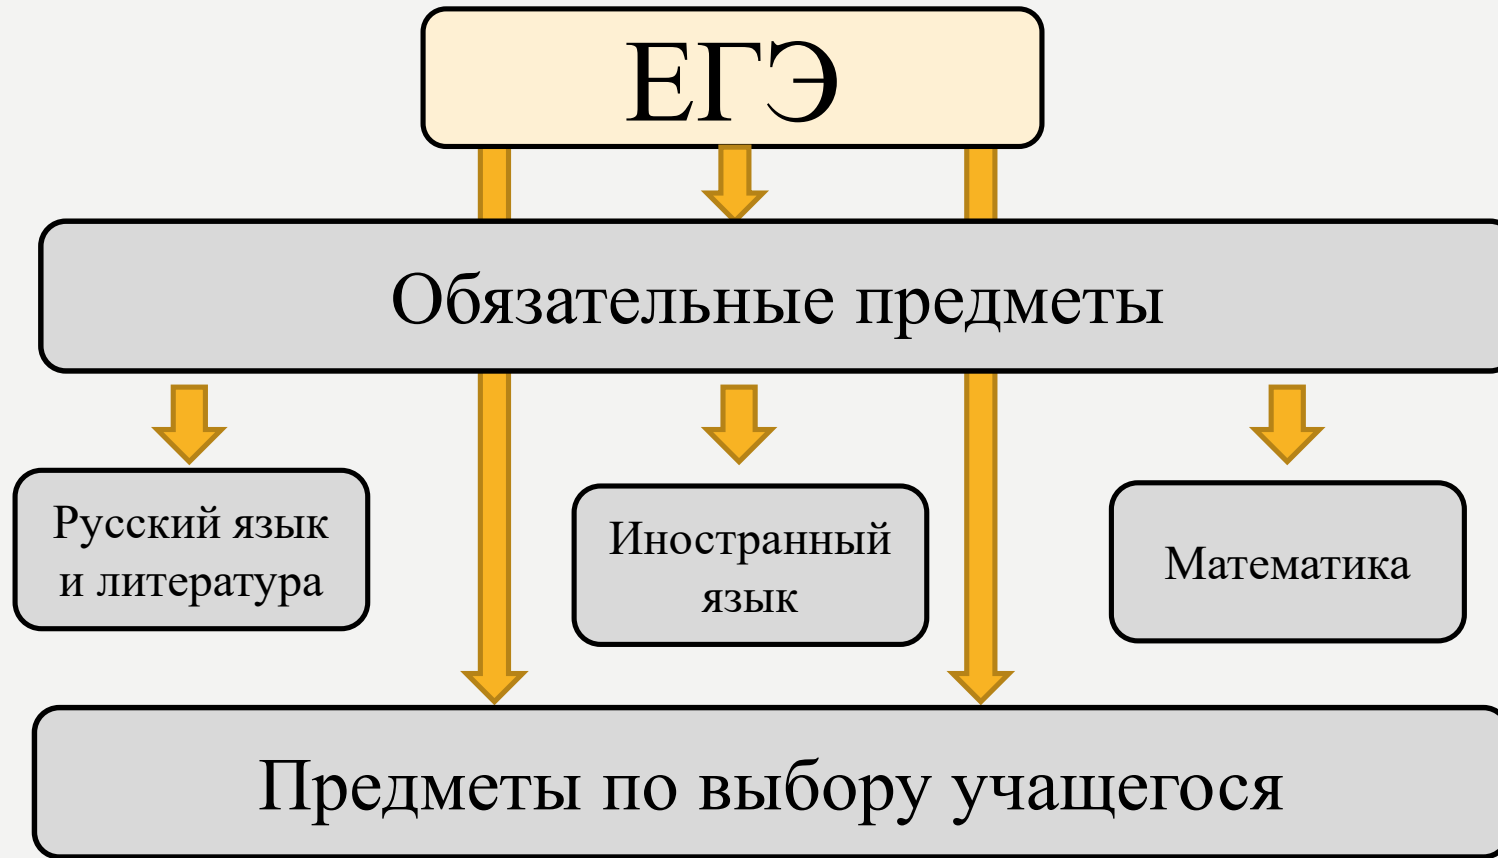 ЕГЭ
Обязательные предметы
Русский язык
и литература
Иностранный
язык
Математика
Предметы по выбору учащегося